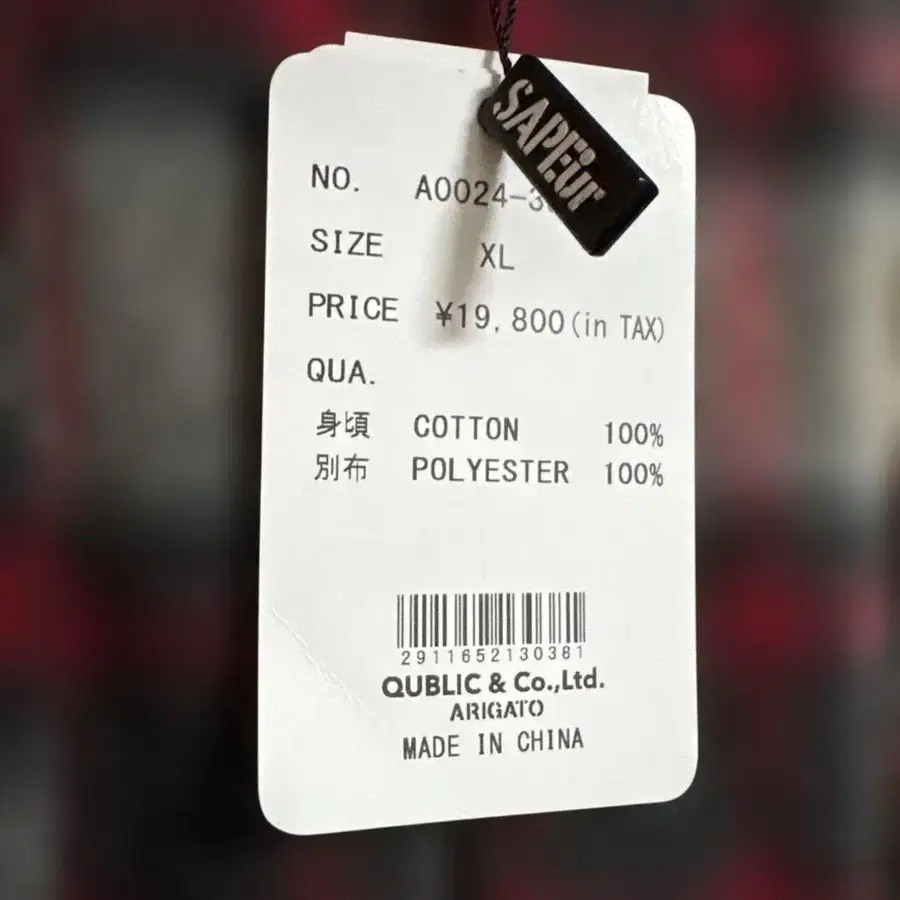 SAPEur
NO. A0024-3
SIZE XL
PRICE ¥19,800(in TAX)
QUA.
身頃 COTTON 100%
別布 POLYESTER 100%
2911652130381
QUBLIC & Co.,Ltd.
ARIGATO
MADE IN CHINA